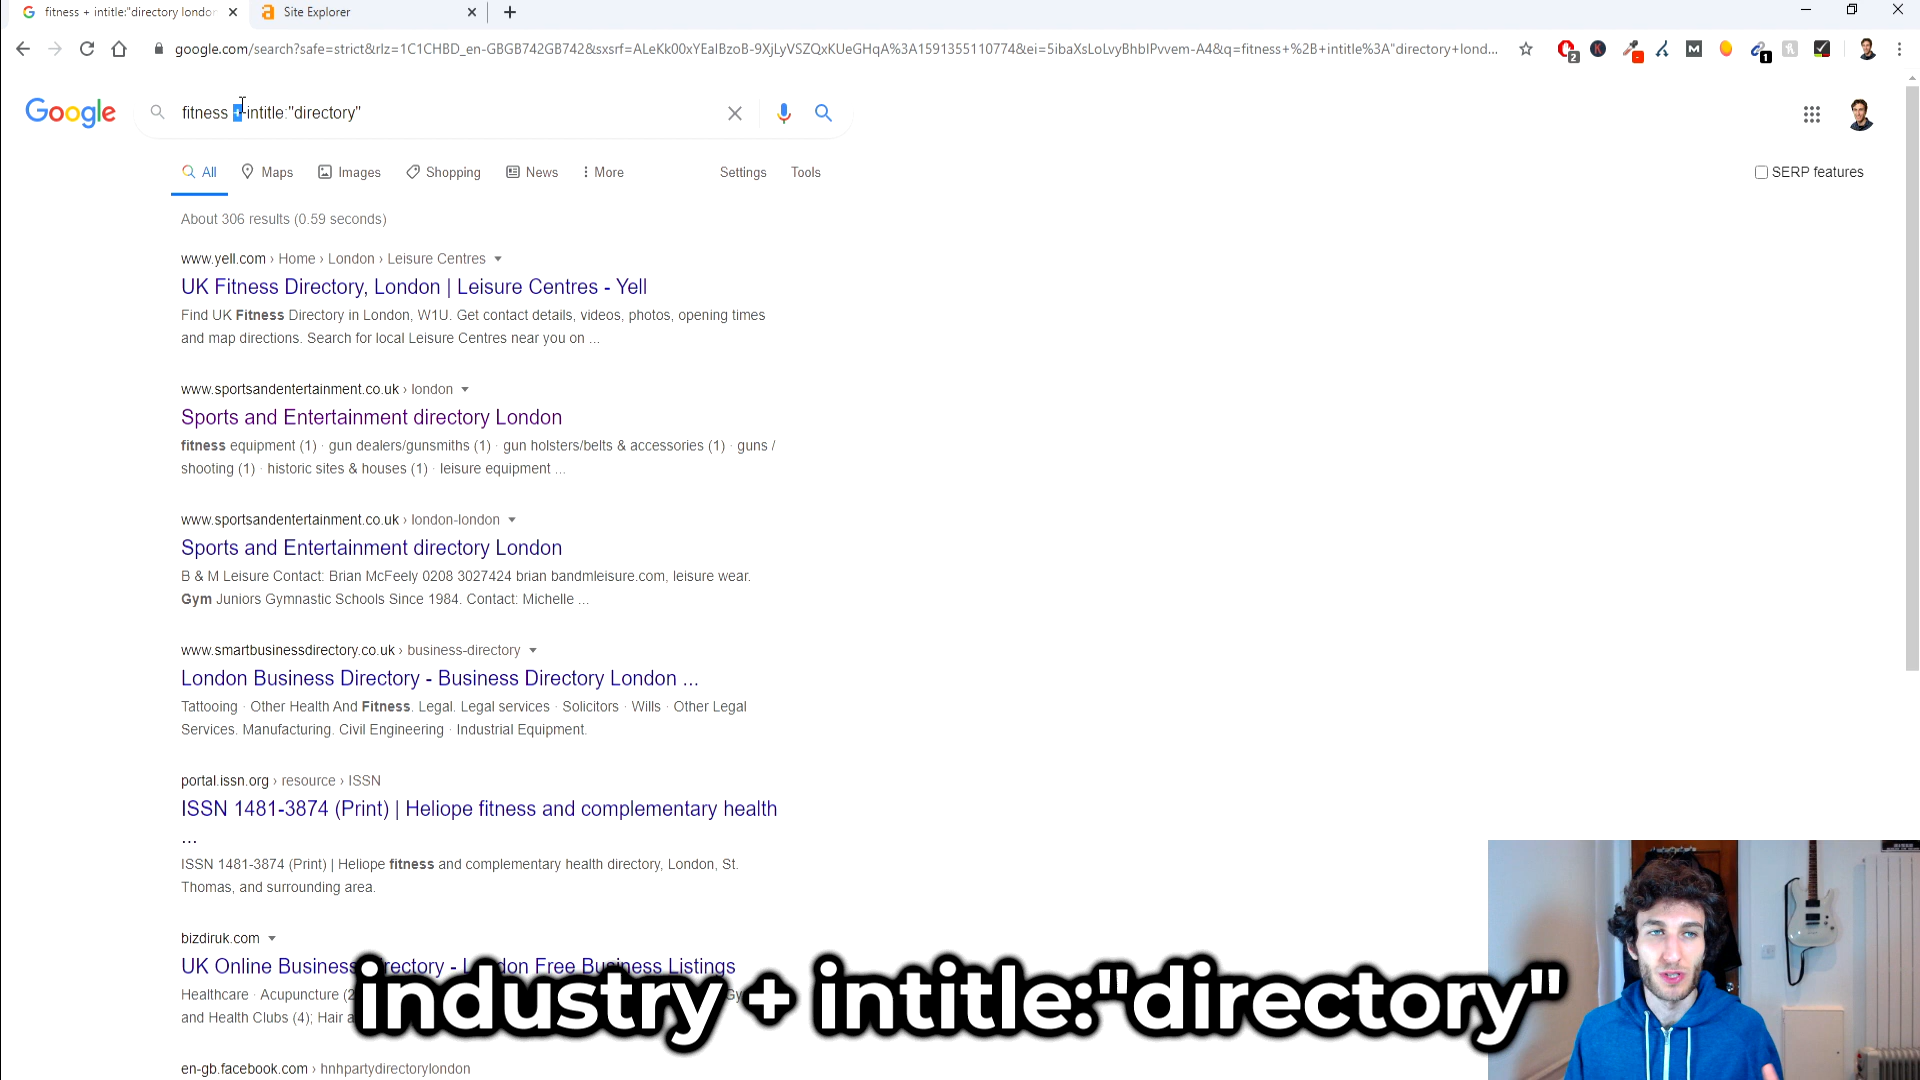 fitness + intitle:"directory londor
Site Explorer
google.com/search?safe=strict&rlz=1C1CHBD_en-GBGB742GB742&sxsrf=ALeKk00xYEaIBzoB-9XjLyVSZQxKUeGHqA%3A1591355110774&ei=5ibaXsLoLvyBhbIPvvem-A4&q=fitness+%2B+intitle%3A"directory+lond...
Google
fitness + intitle:"directory"
All Maps Images Shopping News More Settings Tools
SERP features
About 306 results (0.59 seconds)
www.yell.com › Home › London › Leisure Centres
UK Fitness Directory, London | Leisure Centres - Yell
Find UK Fitness Directory in London, W1U. Get contact details, videos, photos, opening times
and map directions. Search for local Leisure Centres near you on ...
www.sportsandentertainment.co.uk › london
Sports and Entertainment directory London
fitness equipment (1) · gun dealers/gunsmiths (1) · gun holsters/belts & accessories (1) · guns /
shooting (1) · historic sites & houses (1) · leisure equipment ...
www.sportsandentertainment.co.uk › london-london
Sports and Entertainment directory London
B & M Leisure Contact: Brian McFeely 0208 3027424 brian bandmleisure.com, leisure wear.
Gym Juniors Gymnastic Schools Since 1984. Contact: Michelle ...
www.smartbusinessdirectory.co.uk › business-directory
London Business Directory - Business Directory London ...
Tattooing · Other Health And Fitness. Legal. Legal services · Solicitors · Wills · Other Legal
Services. Manufacturing. Civil Engineering · Industrial Equipment.
portal.issn.org › resource › ISSN
ISSN 1481-3874 (Print) | Heliope fitness and complementary health
...
ISSN 1481-3874 (Print) | Heliope fitness and complementary health directory, London, St.
Thomas, and surrounding area.
bizdiruk.com
UK Online Business Directory - London Free Business Listings
Healthcare · Acupuncture (2
and Health Clubs (4); Hair
industry + intitle:"directory"
en-gb.facebook.com › hnhpartydirectorylondon